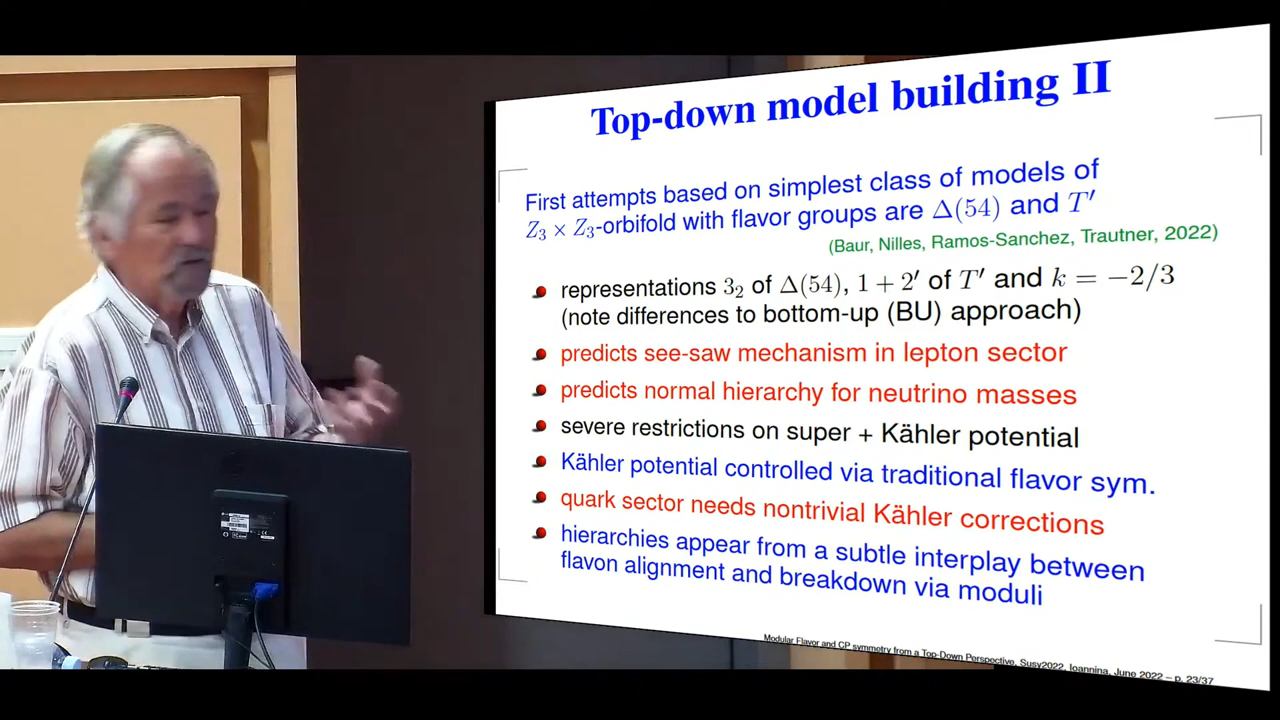 Top-down model building II
First attempts based on simplest class of models of
Z₃ × Z₃-orbifold with flavor groups are Δ(54) and T′
(Baur, Nilles, Ramos-Sanchez, Trautner, 2022)
representations 3₂ of Δ(54), 1 + 2′ of T′ and k = −2/3
(note differences to bottom-up (BU) approach)
predicts see-saw mechanism in lepton sector
predicts normal hierarchy for neutrino masses
severe restrictions on super + Kähler potential
Kähler potential controlled via traditional flavor sym.
quark sector needs nontrivial Kähler corrections
hierarchies appear from a subtle interplay between
flavon alignment and breakdown via moduli
Modular Flavor and CP symmetry from a Top-Down Perspective, Susy2022, Ioannina, June 2022 – p. 23/37